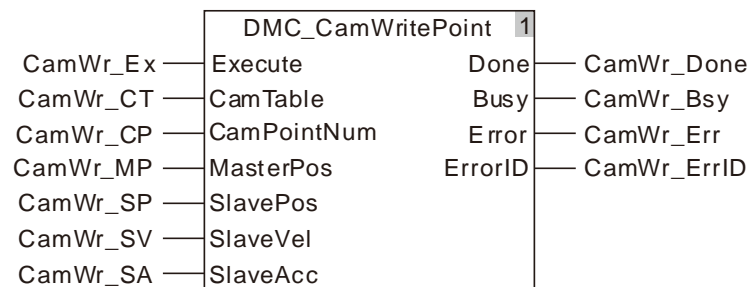 DMC_CamWritePoint 1
CamWr_Ex Execute Done CamWr_Done
CamWr_CT CamTable Busy CamWr_Bsy
CamWr_CP CamPointNum Error CamWr_Err
CamWr_MP MasterPos ErrorID CamWr_ErrID
CamWr_SP SlavePos
CamWr_SV SlaveVel
CamWr_SA SlaveAcc